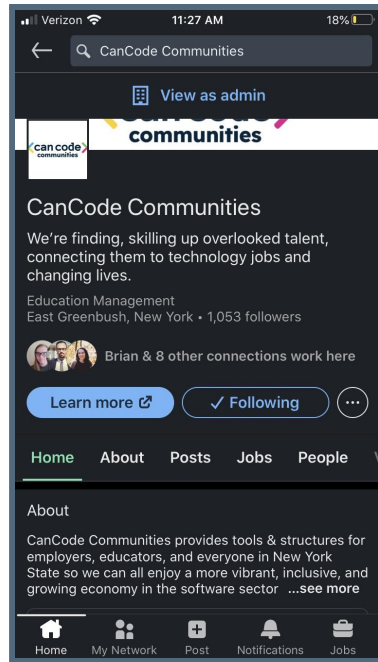 Verizon
11:27 AM
18%
CanCode Communities
View as admin
can code
communities
communities
CanCode Communities
We're finding, skilling up overlooked talent,
connecting them to technology jobs and
changing lives.
Education Management
East Greenbush, New York • 1,053 followers
Brian & 8 other connections work here
Learn more
✓ Following
Home About Posts Jobs People
About
CanCode Communities provides tools & structures for
employers, educators, and everyone in New York
State so we can all enjoy a more vibrant, inclusive, and
growing economy in the software sector ...see more
Home My Network Post Notifications Jobs